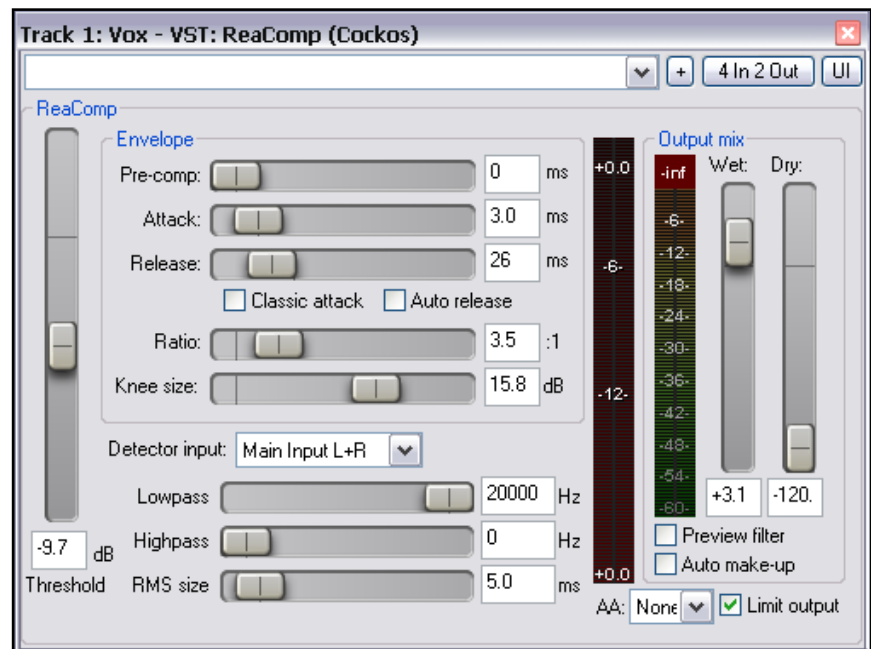 Track 1: Vox - VST: ReaComp (Cockos)
+ 4 In 2 Out UI
ReaComp
Envelope
Pre-comp: 0 ms
Attack: 3.0 ms
Release: 26 ms
Classic attack Auto release
Ratio: 3.5 :1
Knee size: 15.8 dB
Detector input: Main Input L+R
Lowpass 20000 Hz
Highpass 0 Hz
RMS size 5.0 ms
-9.7 dB
Threshold
+0.0
-6-
-12-
+0.0
Output mix
Wet: Dry:
-inf
-6-
-12-
-18-
-24-
-30-
-36-
-42-
-48-
-54-
-60-
+3.1 -120.
Preview filter
Auto make-up
AA: None Limit output